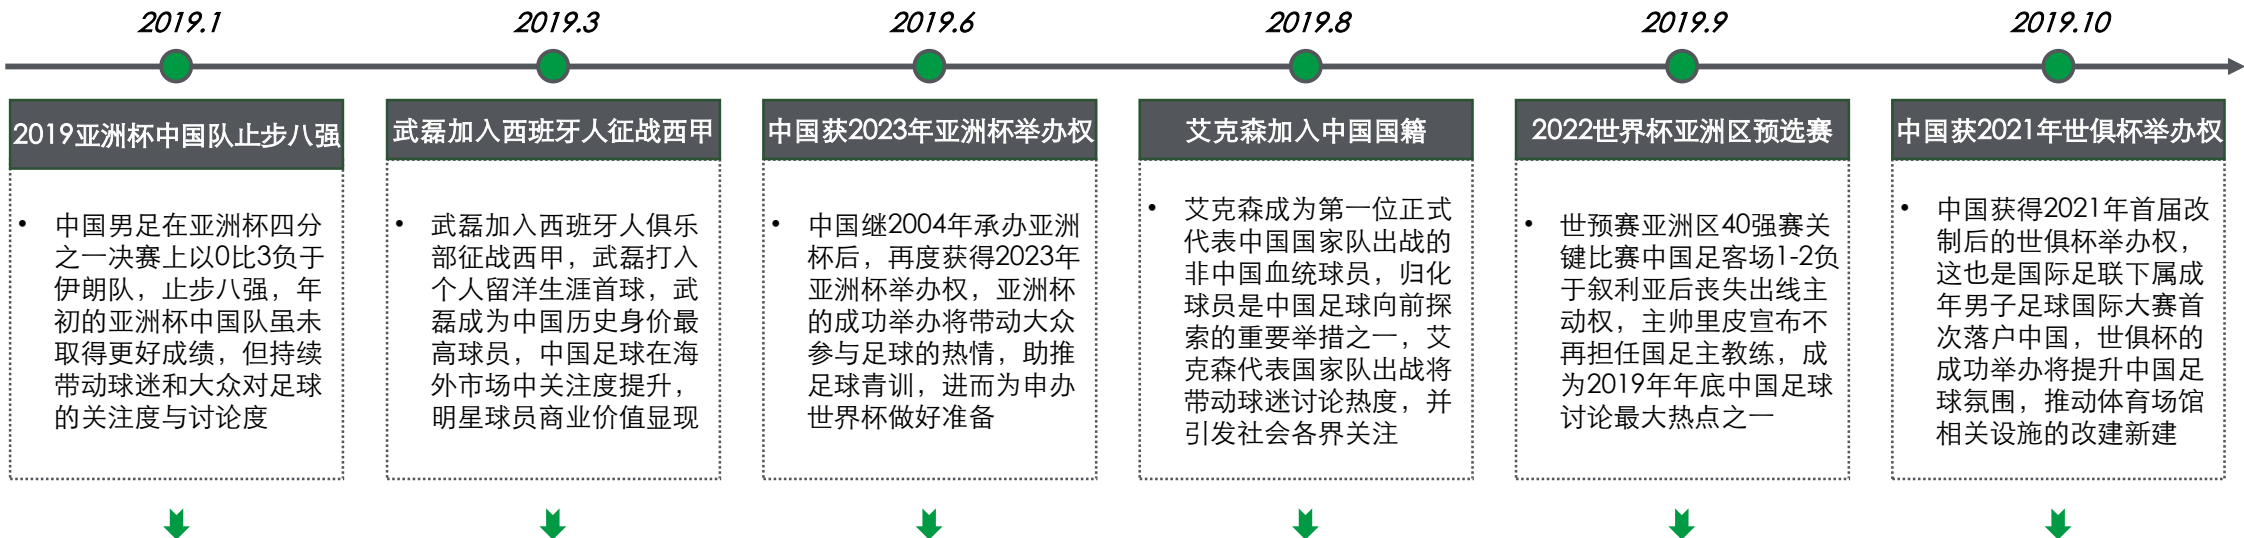 2019.1
2019.3
2019.6
2019.8
2019.9
2019.10
2019亚洲杯中国队止步八强
• 中国男足在亚洲杯四分
之一决赛上以0比3负于
伊朗队，止步八强，年
初的亚洲杯中国队虽未
取得更好成绩，但持续
带动球迷和大众对足球
的关注度与讨论度
武磊加入西班牙人征战西甲
• 武磊加入西班牙人俱乐
部征战西甲，武磊打入
个人留洋生涯首球，武
磊成为中国历史身价最
高球员，中国足球在海
外市场中关注度提升，
明星球员商业价值显现
中国获2023年亚洲杯举办权
• 中国继2004年承办亚洲
杯后，再度获得2023年
亚洲杯举办权，亚洲杯
的成功举办将带动大众
参与足球的热情，助推
足球青训，进而为申办
世界杯做好准备
艾克森加入中国国籍
• 艾克森成为第一位正式
代表中国国家队出战的
非中国血统球员，归化
球员是中国足球向前探
索的重要举措之一，艾
克森代表国家队出战将
带动球迷讨论热度，并
引发社会各界关注
2022世界杯亚洲区预选赛
• 世预赛亚洲区40强赛关
键比赛中国足客场1-2负
于叙利亚后丧失出线主
动权，主帅里皮宣布不
再担任国足主教练，成
为2019年年底中国足球
讨论最大热点之一
中国获2021年世俱杯举办权
• 中国获得2021年首届改
制后的世俱杯举办权，
这也是国际足联下属成
年男子足球国际大赛首
次落户中国，世俱杯的
成功举办将提升中国足
球氛围，推动体育场馆
相关设施的改建新建